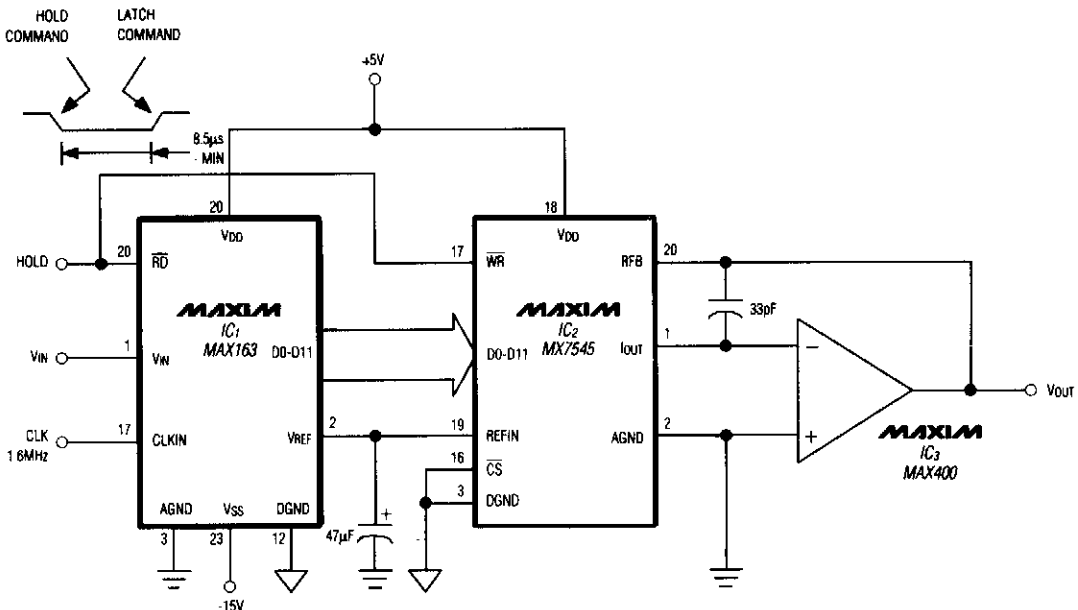 HOLD
COMMAND
LATCH
COMMAND
8.5µs
MIN
+5V
20
VDD
18
VDD
HOLD
20
RD
17
WR
RFB
20
MAXIM
IC1
MAX163
MAXIM
IC2
MX7545
33pF
VIN
1
VIN
D0-D11
D0-D11
IOUT
1
−
VOUT
CLK
1 6MHz
17
CLKIN
VREF
2
19
REFIN
AGND
2
+
MAXIM
IC3
MAX400
16
CS
3
DGND
AGND
VSS
DGND
3
23
12
47µF
+
-15V